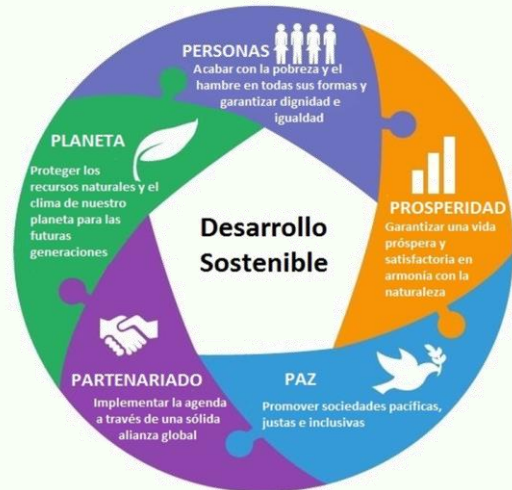 PERSONAS
Acabar con la pobreza y el
hambre en todas sus formas y
garantizar dignidad e
igualdad
PROSPERIDAD
Garantizar una vida
próspera y
satisfactoria en
armonía con la
naturaleza
PAZ
Promover sociedades pacíficas,
justas e inclusivas
PARTENARIADO
Implementar la agenda
a través de una sólida
alianza global
PLANETA
Proteger los
recursos naturales y el
clima de nuestro
planeta para las
futuras
generaciones
Desarrollo
Sostenible